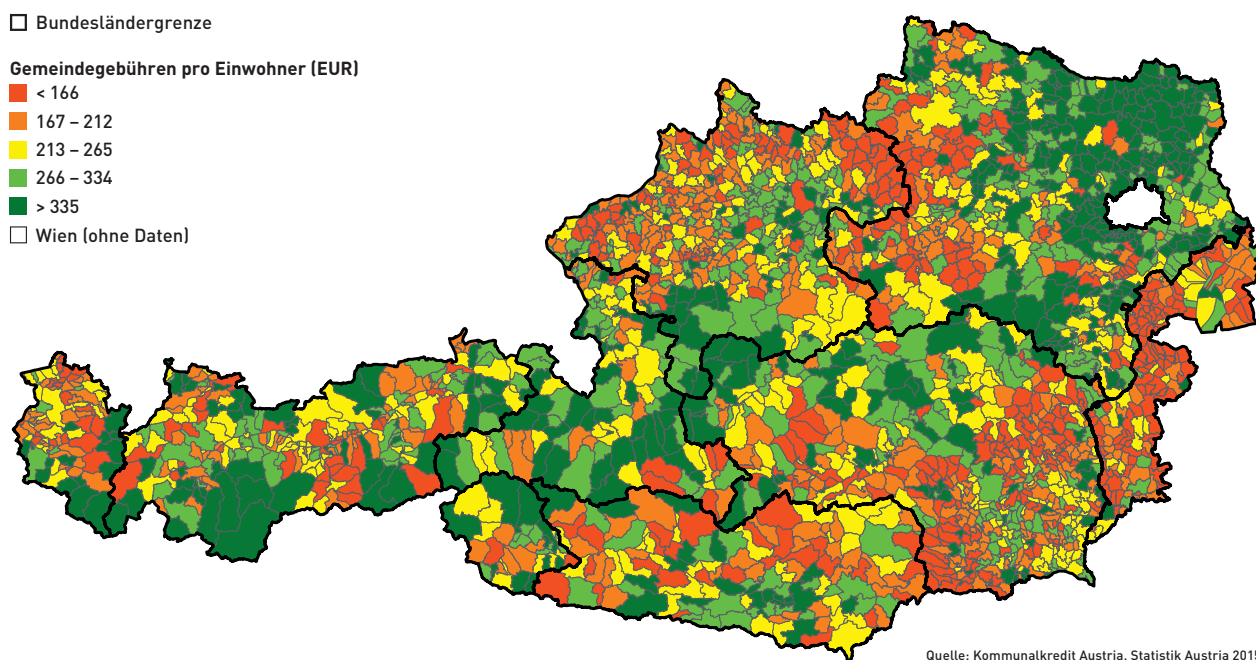 Bundesländergrenze
Gemeindegebühren pro Einwohner (EUR)
< 166
167 – 212
213 – 265
266 – 334
> 335
Wien (ohne Daten)
Quelle: Kommunalkredit Austria, Statistik Austria 2015